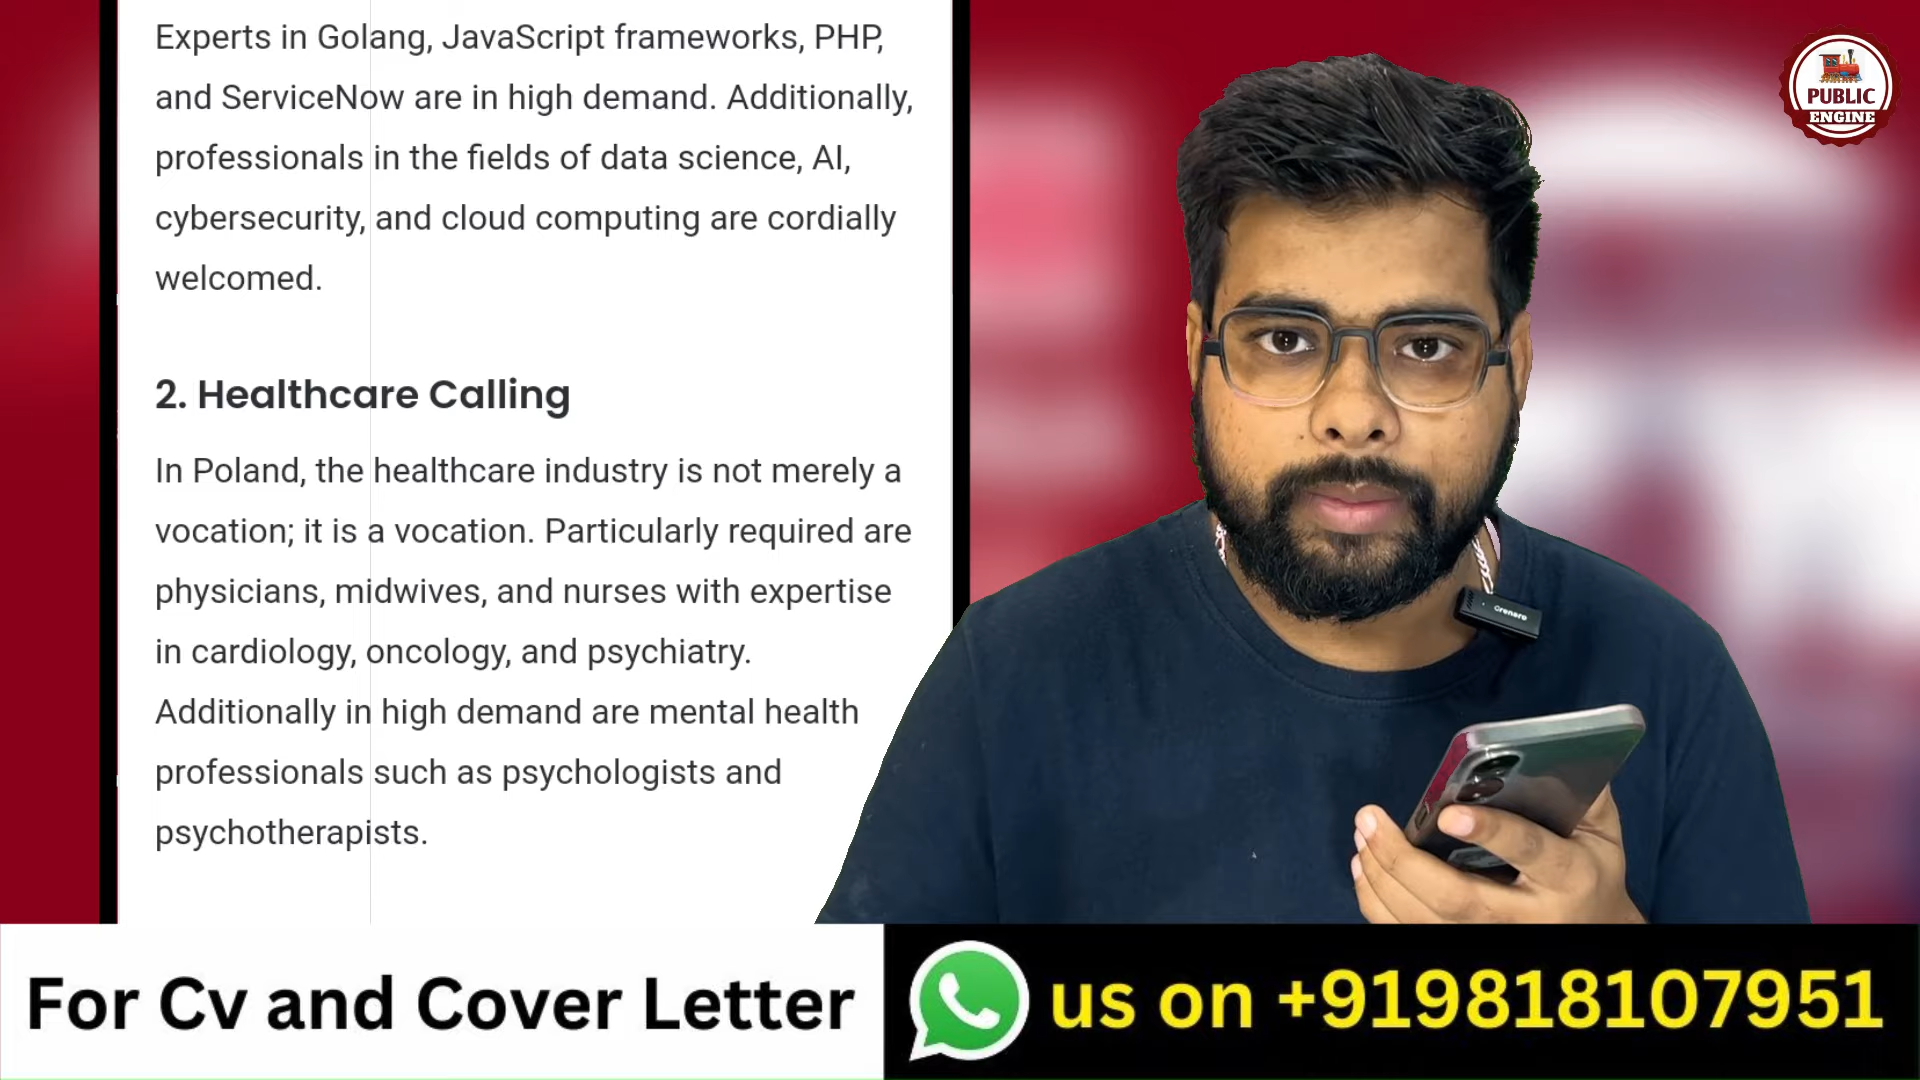 Experts in Golang, JavaScript frameworks, PHP,
and ServiceNow are in high demand. Additionally,
professionals in the fields of data science, AI,
cybersecurity, and cloud computing are cordially
welcomed.
2. Healthcare Calling
In Poland, the healthcare industry is not merely a
vocation; it is a vocation. Particularly required are
physicians, midwives, and nurses with expertise
in cardiology, oncology, and psychiatry.
Additionally in high demand are mental health
professionals such as psychologists and
psychotherapists.
PUBLIC
ENGINE
Grenaro
For Cv and Cover Letter
us on +919818107951